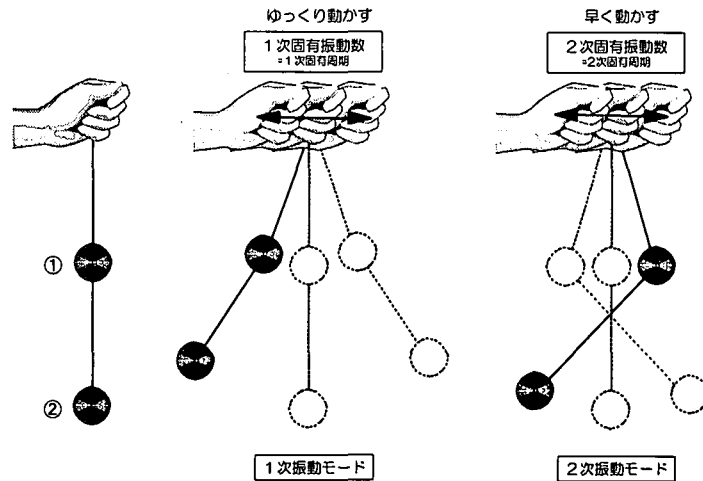 ゆっくり動かす
1次固有振動数
=1次固有周期
早く動かす
2次固有振動数
=2次固有周期
①
②
1次振動モード
2次振動モード